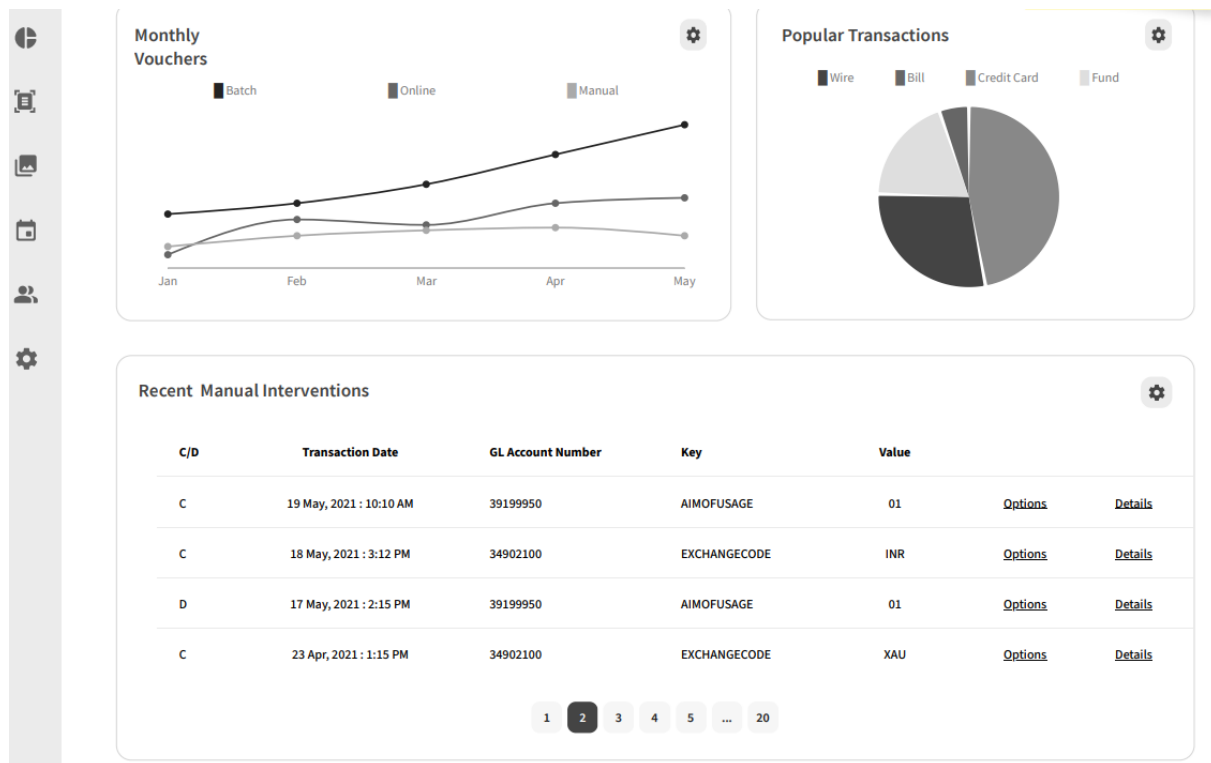 Monthly
Vouchers
Batch Online Manual
Jan Feb Mar Apr May
Popular Transactions
Wire Bill Credit Card Fund
Recent Manual Interventions
C/D Transaction Date GL Account Number Key Value
C 19 May, 2021 : 10:10 AM 39199950 AIMOFUSAGE 01 Options Details
C 18 May, 2021 : 3:12 PM 34902100 EXCHANGECODE INR Options Details
D 17 May, 2021 : 2:15 PM 39199950 AIMOFUSAGE 01 Options Details
C 23 Apr, 2021 : 1:15 PM 34902100 EXCHANGECODE XAU Options Details
1 2 3 4 5 ... 20